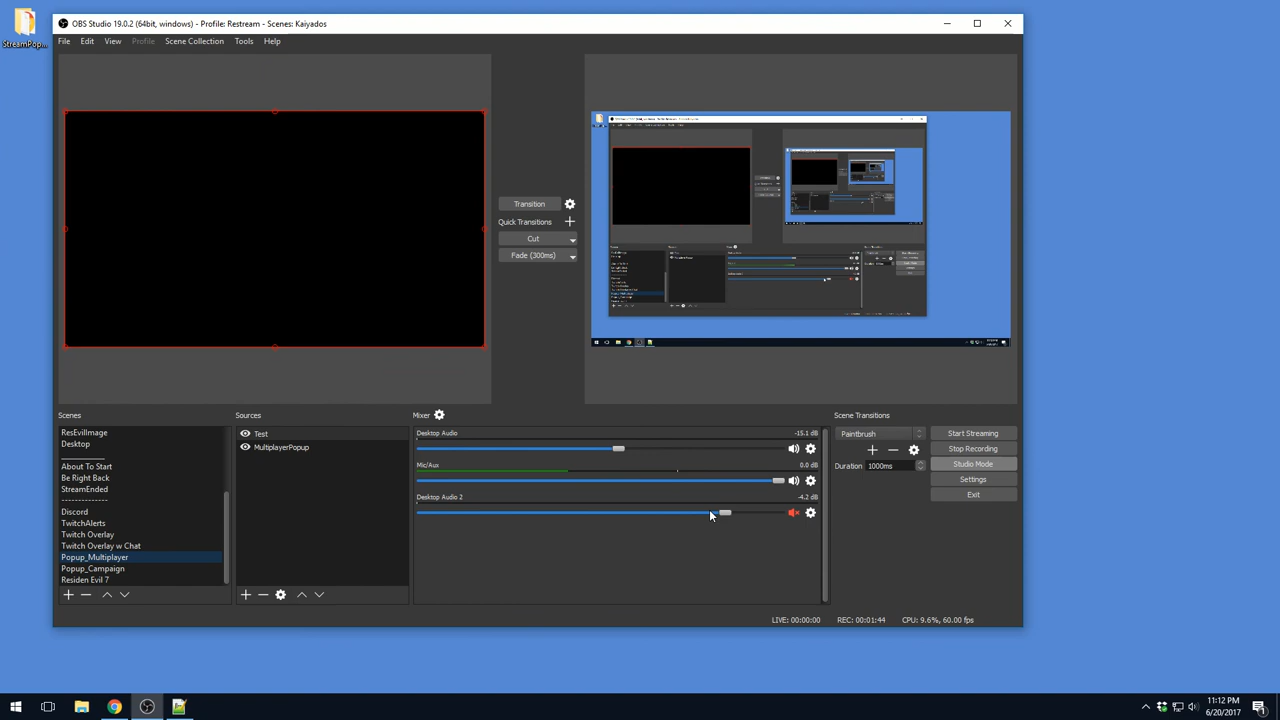 StreamPop...
OBS Studio 19.0.2 (64bit, windows) - Profile: Restream - Scenes: Kaiyados
File Edit View Profile Scene Collection Tools Help
Transition
Quick Transitions
Cut
Fade (300ms)
Scenes
ResEvilImage
Desktop
____________
About To Start
Be Right Back
StreamEnded
--------------
Discord
TwitchAlerts
Twitch Overlay
Twitch Overlay w Chat
Popup_Multiplayer
Popup_Campaign
Residen Evil 7
Sources
Test
MultiplayerPopup
Mixer
Desktop Audio -15.1 dB
Mic/Aux 0.0 dB
Desktop Audio 2 -4.2 dB
Scene Transitions
Paintbrush
Duration 1000ms
Start Streaming
Stop Recording
Studio Mode
Settings
Exit
LIVE: 00:00:00 REC: 00:01:44 CPU: 9.6%, 60.00 fps
11:12 PM
6/20/2017
1